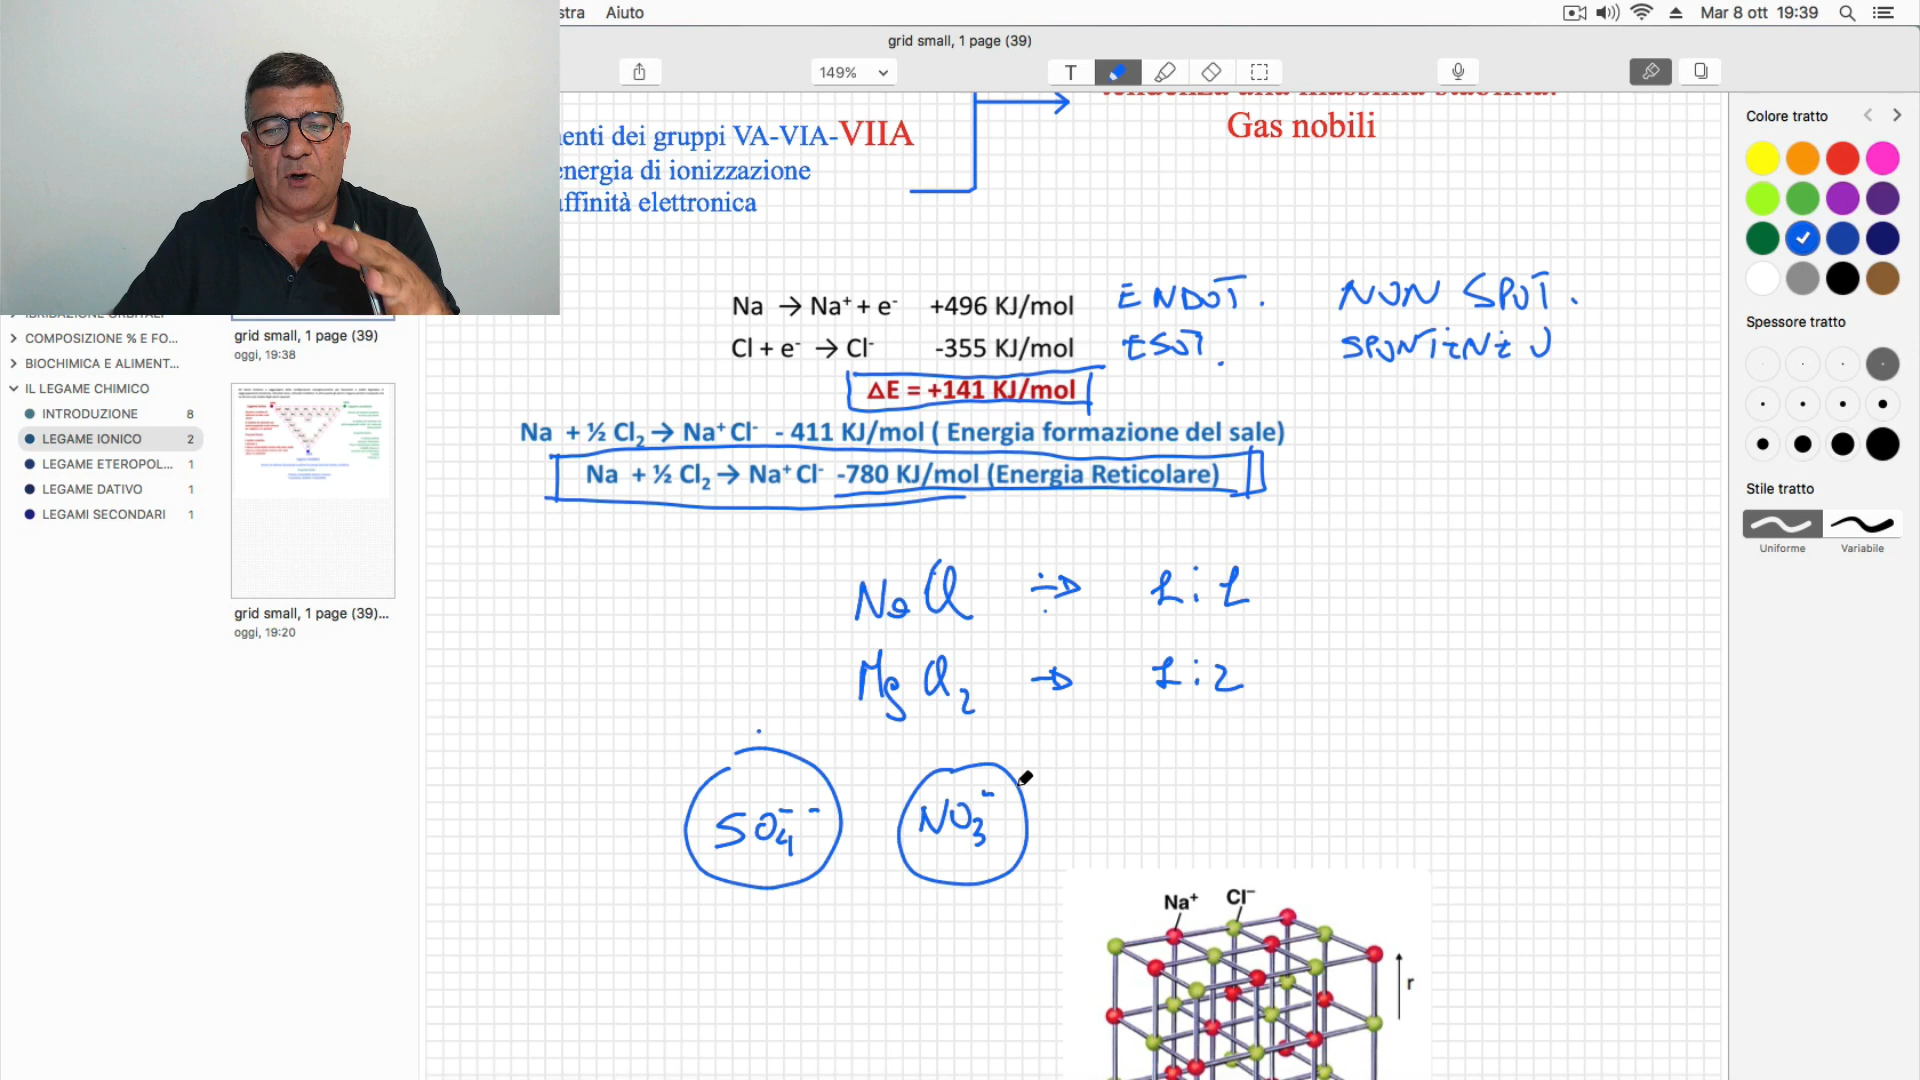 stra Aiuto
Mar 8 ott 19:39
grid small, 1 page (39)
149%
T
Gas nobili
enti dei gruppi VA-VIA-VIIA
energia di ionizzazione
affinità elettronica
Na → Na⁺ + e⁻ +496 KJ/mol ENDOT. NON SPOT.
Cl + e⁻ → Cl⁻ -355 KJ/mol ESOT. SPONTANEO
ΔE = +141 KJ/mol
Na + ½ Cl₂ → Na⁺ Cl⁻ - 411 KJ/mol ( Energia formazione del sale)
Na + ½ Cl₂ → Na⁺ Cl⁻ -780 KJ/mol (Energia Reticolare)
NaCl → 1:1
MgCl₂ → 1:2
SO₄⁻⁻ NO₃⁻
Na⁺ Cl⁻
r
grid small, 1 page (39)
oggi, 19:38
grid small, 1 page (39)...
oggi, 19:20
COMPOSIZIONE % E FO...
BIOCHIMICA E ALIMENT...
IL LEGAME CHIMICO
INTRODUZIONE 8
LEGAME IONICO 2
LEGAME ETEROPOL... 1
LEGAME DATIVO 1
LEGAMI SECONDARI 1
Colore tratto
Spessore tratto
Stile tratto
Uniforme Variabile